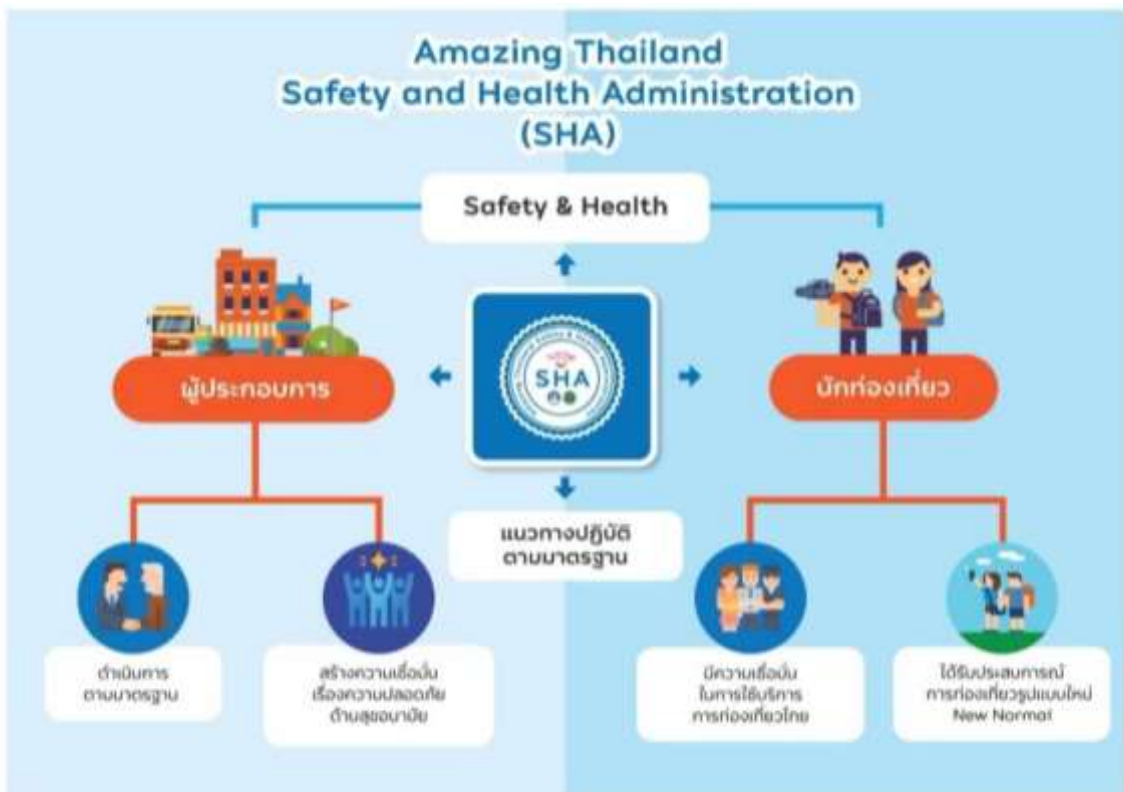 Amazing Thailand
Safety and Health Administration
(SHA)
Safety & Health
SHA
ผู้ประกอบการ
นักท่องเที่ยว
แนวทางปฏิบัติ
ตามมาตรฐาน
ดำเนินการ
ตามมาตรฐาน
สร้างความเชื่อมั่น
เรื่องความปลอดภัย
ด้านสุขอนามัย
มีความเชื่อมั่น
ในการใช้บริการ
การท่องเที่ยวไทย
ได้รับประสบการณ์
การท่องเที่ยวรูปแบบใหม่
New Normal